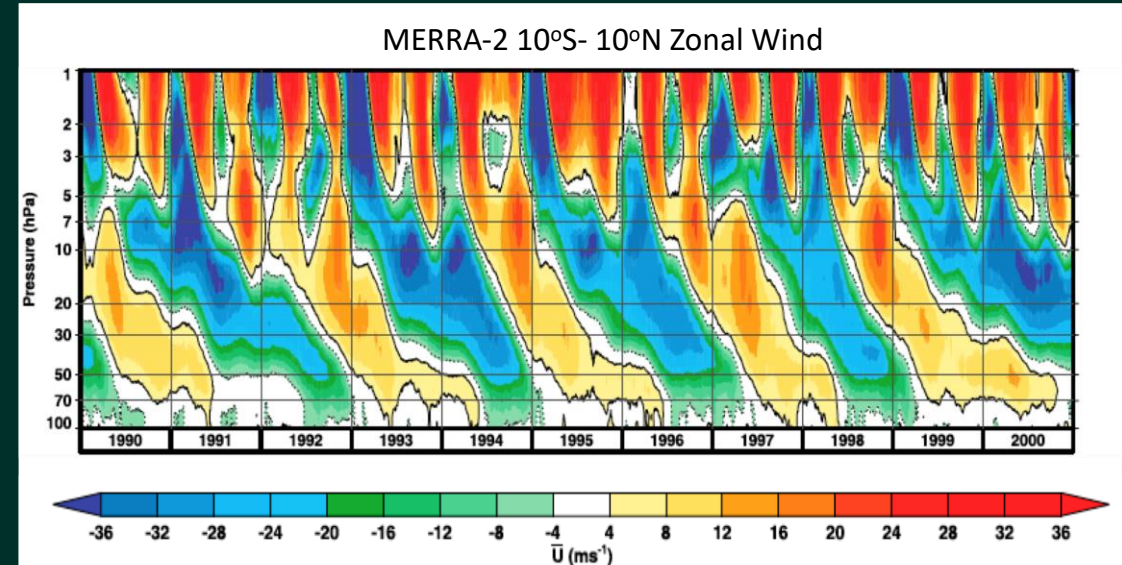 MERRA-2 10ᵒS- 10ᵒN Zonal Wind
Pressure (hPa)
1
2
3
5
7
10
20
30
50
70
100
1990 1991 1992 1993 1994 1995 1996 1997 1998 1999 2000
-36 -32 -28 -24 -20 -16 -12 -8 -4 4 8 12 16 20 24 28 32 36
U̅ (ms⁻¹)